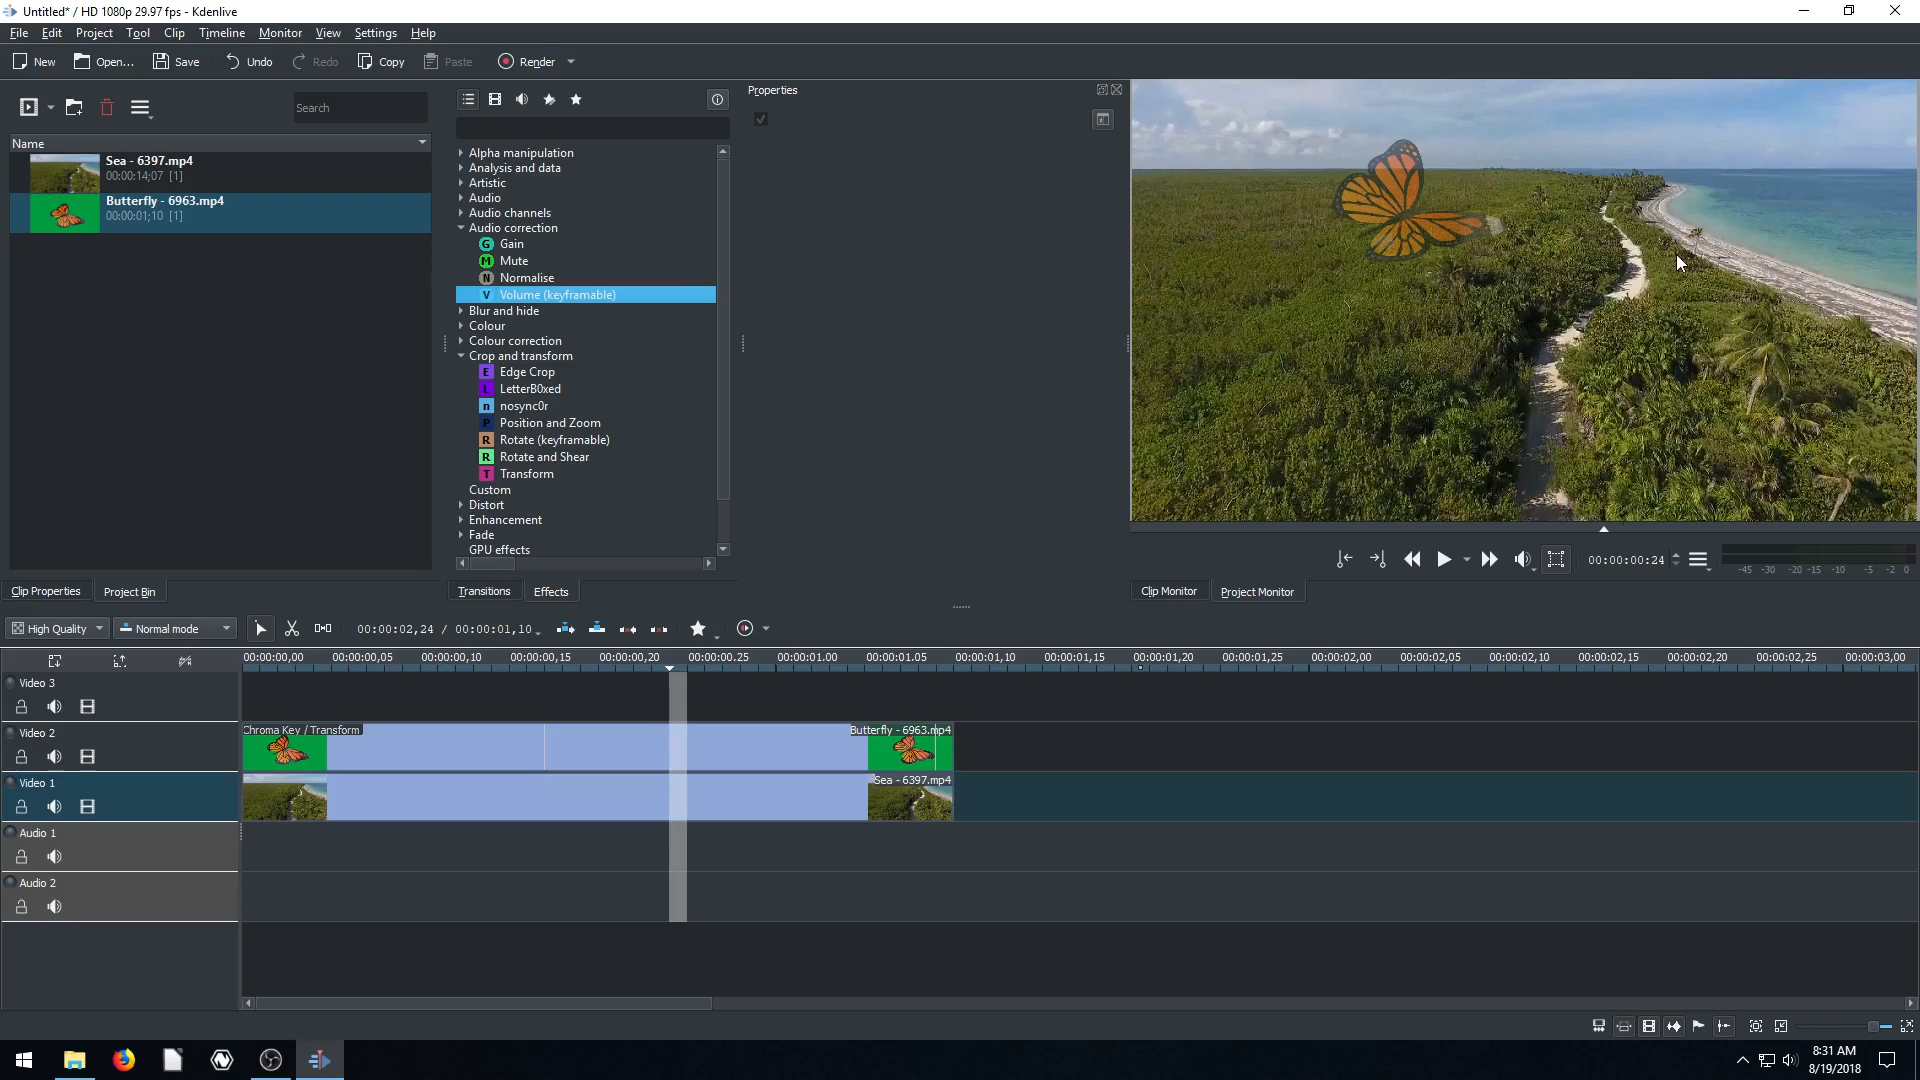 Untitled* / HD 1080p 29.97 fps - Kdenlive
File Edit Project Tool Clip Timeline Monitor View Settings Help
New Open... Save Undo Redo Copy Paste Render
Search
Name
Sea - 6397.mp4
00:00:14;07 [1]
Butterfly - 6963.mp4
00:00:01;10 [1]
Clip Properties Project Bin
Alpha manipulation
Analysis and data
Artistic
Audio
Audio channels
Audio correction
G Gain
M Mute
N Normalise
V Volume (keyframable)
Blur and hide
Colour
Colour correction
Crop and transform
E Edge Crop
L LetterB0xed
n nosync0r
P Position and Zoom
R Rotate (keyframable)
R Rotate and Shear
T Transform
Custom
Distort
Enhancement
Fade
GPU effects
Transitions Effects
Properties
00:00:00:24
-45 -30 -20 -15 -10 -5 -2 0
Clip Monitor Project Monitor
High Quality Normal mode 00:00:02,24 / 00:00:01,10
00:00:00,00 00:00:00,05 00:00:00,10 00:00:00,15 00:00:00,20 00:00:00.25 00:00:01.00 00:00:01.05 00:00:01,10 00:00:01,15 00:00:01,20 00:00:01,25 00:00:02,00 00:00:02,05 00:00:02,10 00:00:02,15 00:00:02,20 00:00:02,25 00:00:03,00
Video 3
Video 2
Chroma Key / Transform Butterfly - 6963.mp4
Video 1
Sea - 6397.mp4
Audio 1
Audio 2
8:31 AM
8/19/2018